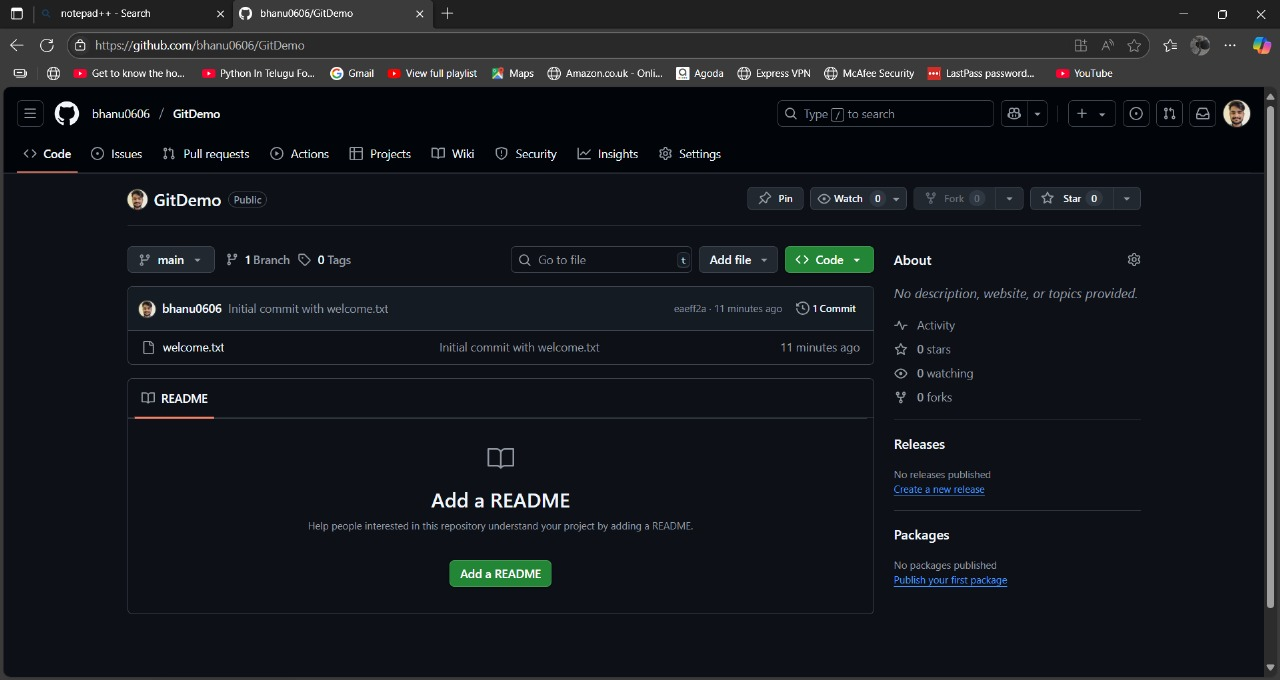 notepad++ - Search
bhanu0606/GitDemo
https://github.com/bhanu0606/GitDemo
Get to know the ho...
Python In Telugu Fo...
Gmail
View full playlist
Maps
Amazon.co.uk - Onli...
Agoda
Express VPN
McAfee Security
LastPass password...
YouTube
bhanu0606 / GitDemo
Type / to search
Code
Issues
Pull requests
Actions
Projects
Wiki
Security
Insights
Settings
GitDemo Public
Pin
Watch 0
Fork 0
Star 0
main
1 Branch
0 Tags
Go to file t
Add file
Code
bhanu0606 Initial commit with welcome.txt
eaeff2a · 11 minutes ago
1 Commit
welcome.txt
Initial commit with welcome.txt
11 minutes ago
README
Add a README
Help people interested in this repository understand your project by adding a README.
Add a README
About
No description, website, or topics provided.
Activity
0 stars
0 watching
0 forks
Releases
No releases published
Create a new release
Packages
No packages published
Publish your first package